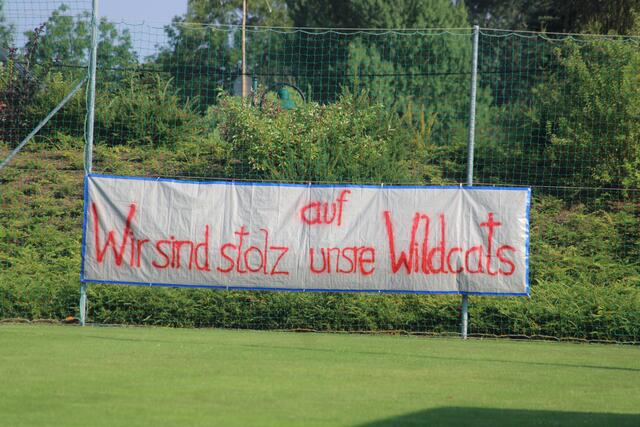 auf
Wir sind stolz unsre Wildcats